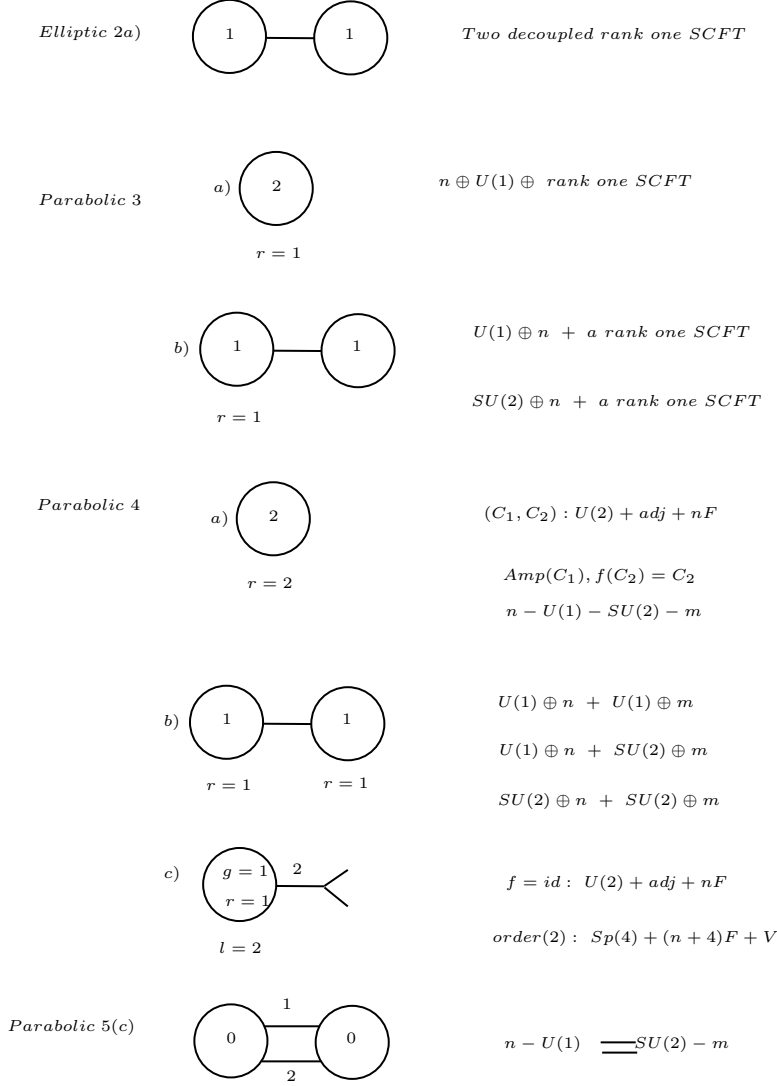 Elliptic 2a) 1 1 Two decoupled rank one SCFT
Parabolic 3 a) 2 n ⊕ U(1) ⊕ rank one SCFT
r = 1
b) 1 1 U(1) ⊕ n + a rank one SCFT
SU(2) ⊕ n + a rank one SCFT
r = 1
Parabolic 4 a) 2 (C₁, C₂) : U(2) + adj + nF
r = 2 Amp(C₁), f(C₂) = C₂
n − U(1) − SU(2) − m
b) 1 1 U(1) ⊕ n + U(1) ⊕ m
U(1) ⊕ n + SU(2) ⊕ m
r = 1 r = 1 SU(2) ⊕ n + SU(2) ⊕ m
c) g = 1 2 f = id : U(2) + adj + nF
r = 1
l = 2 order(2) : Sp(4) + (n + 4)F + V
Parabolic 5(c) 0 1 0 n − U(1) SU(2) − m
2